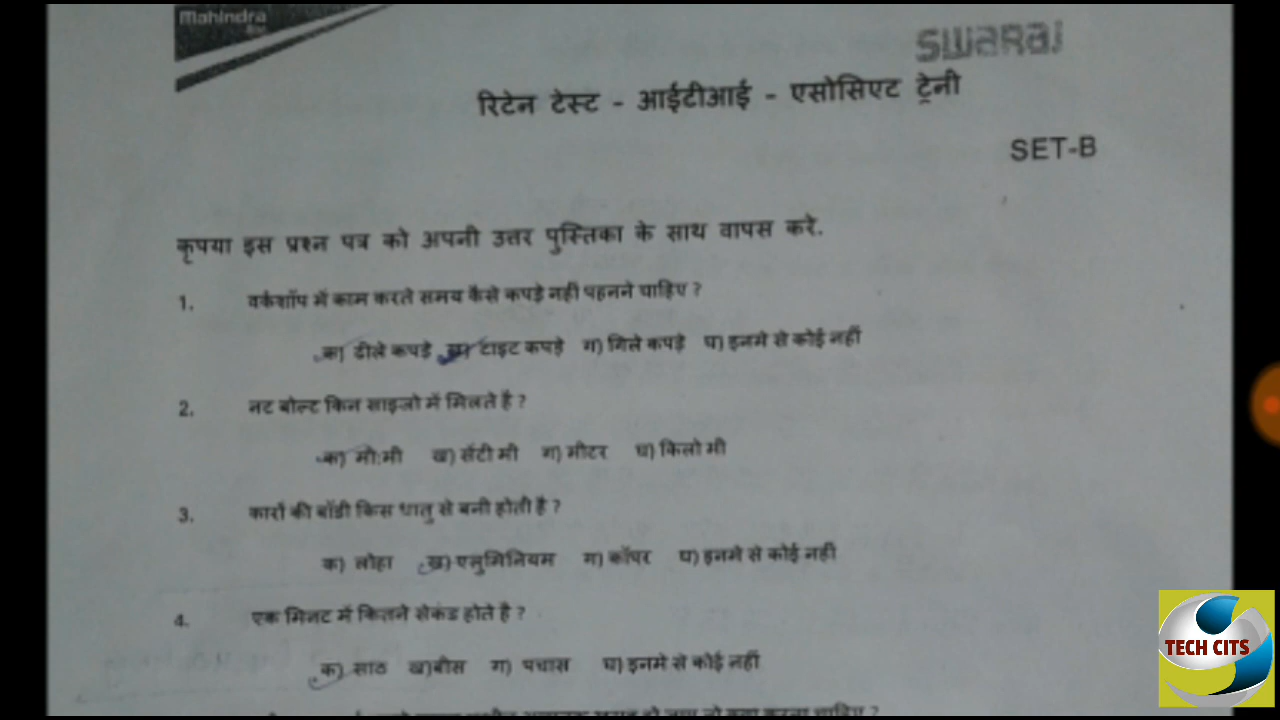 Mahindra
Rise
SWARAJ
रिटेन टेस्ट - आईटीआई - एसोसिएट ट्रेनी
SET-B
कृपया इस प्रश्न पत्र को अपनी उत्तर पुस्तिका के साथ वापस करे.
1. वर्कशॉप में काम करते समय कैसे कपड़े नहीं पहनने चाहिए ?
क) ढीले कपड़े ख) टाइट कपड़े ग) गिले कपड़े घ) इनमे से कोई नहीं
2. नट बोल्ट किन साइजो में मिलते है ?
क) मी.मी ख) सेंटी मी ग) मीटर घ) किलो मी
3. कारों की बॉडी किस धातु से बनी होती है ?
क) लोहा ख) एलुमिनियम ग) कॉपर घ) इनमे से कोई नहीं
4. एक मिनट में कितने सेकंड होते है ?
क) साठ ख)बीस ग) पचास घ) इनमे से कोई नहीं
TECH CITS